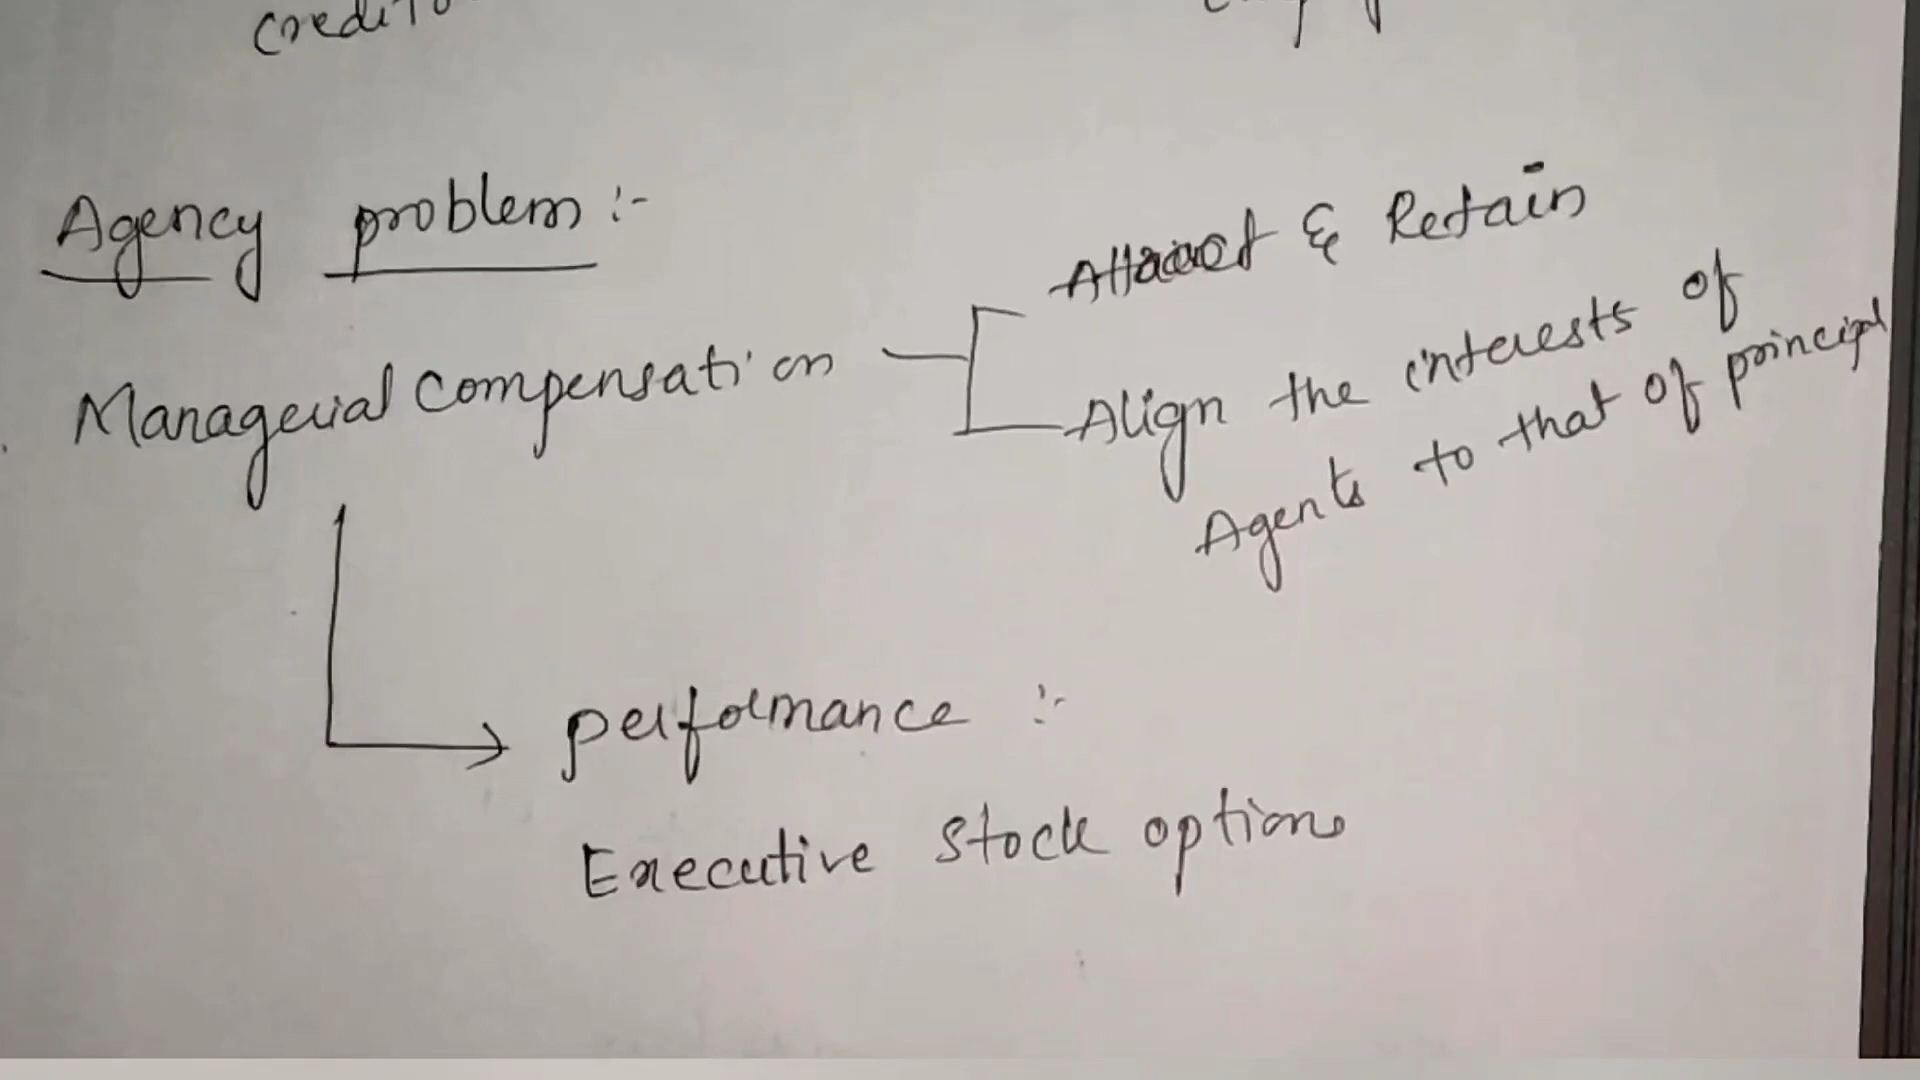 Agency problem :-
Managerial Compensation
Attract & Retain
Align the interests of
Agents to that of principal
performance :-
Executive stock options